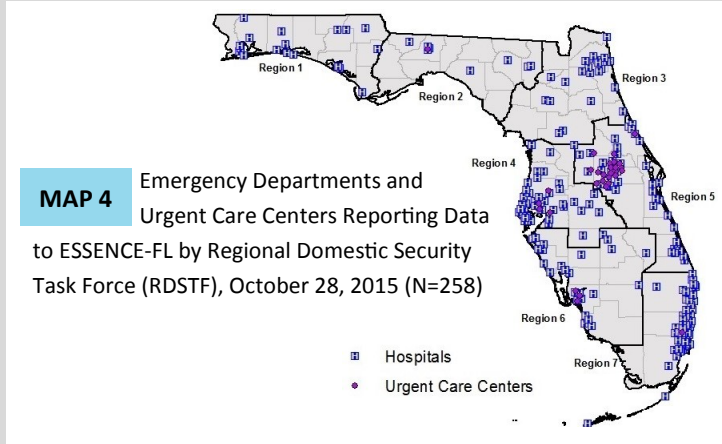 MAP 4
Emergency Departments and
Urgent Care Centers Reporting Data
to ESSENCE-FL by Regional Domestic Security
Task Force (RDSTF), October 28, 2015 (N=258)
Region 1
Region 2
Region 3
Region 4
Region 5
Region 6
Region 7
H Hospitals
Urgent Care Centers